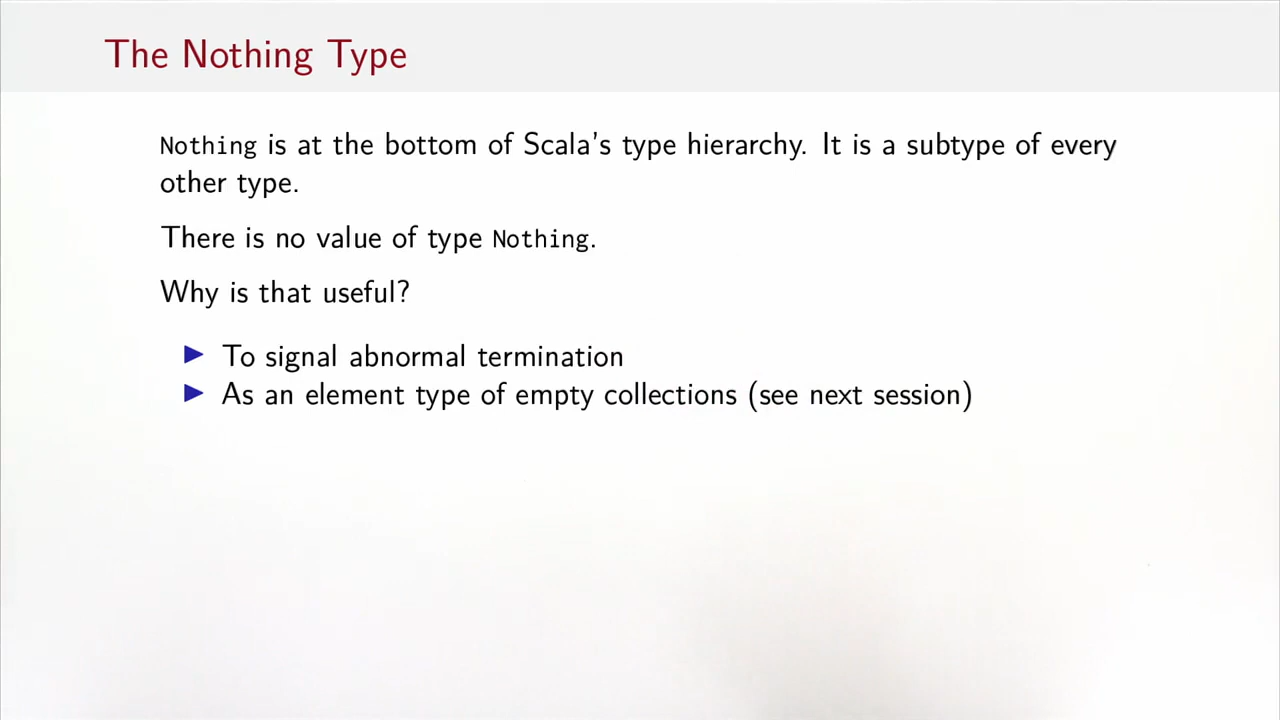 The Nothing Type
Nothing is at the bottom of Scala's type hierarchy. It is a subtype of every
other type.
There is no value of type Nothing.
Why is that useful?
▶ To signal abnormal termination
▶ As an element type of empty collections (see next session)